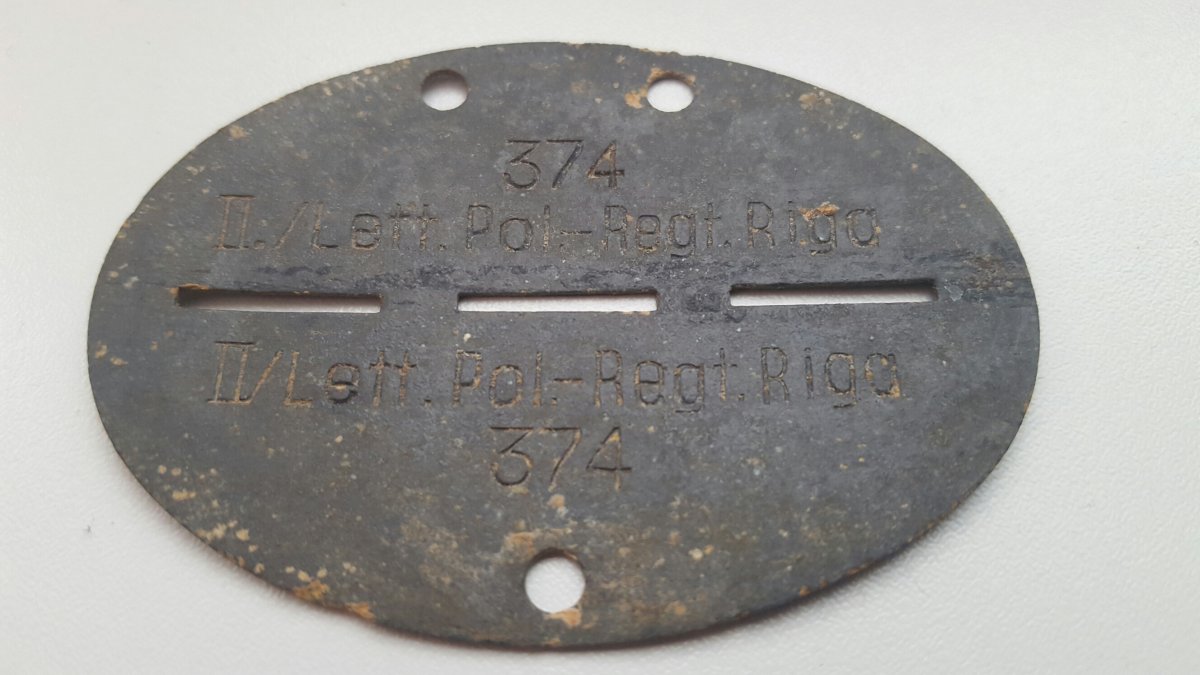 374
II./Lett. Pol.-Regt. Riga
II/Lett. Pol.-Regt. Riga
374